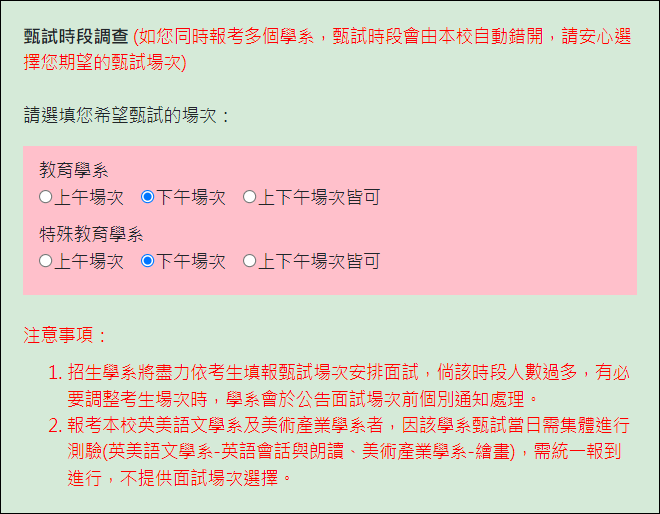 甄試時段調查 (如您同時報考多個學系，甄試時段會由本校自動錯開，請安心選
擇您期望的甄試場次)
請選填您希望甄試的場次：
教育學系
上午場次 下午場次 上下午場次皆可
特殊教育學系
上午場次 下午場次 上下午場次皆可
注意事項：
1. 招生學系將盡力依考生填報甄試場次安排面試，倘該時段人數過多，有必
要調整考生場次時，學系會於公告面試場次前個別通知處理。
2. 報考本校英美語文學系及美術產業學系者，因該學系甄試當日需集體進行
測驗(英美語文學系-英語會話與朗讀、美術產業學系-繪畫)，需統一報到
進行，不提供面試場次選擇。